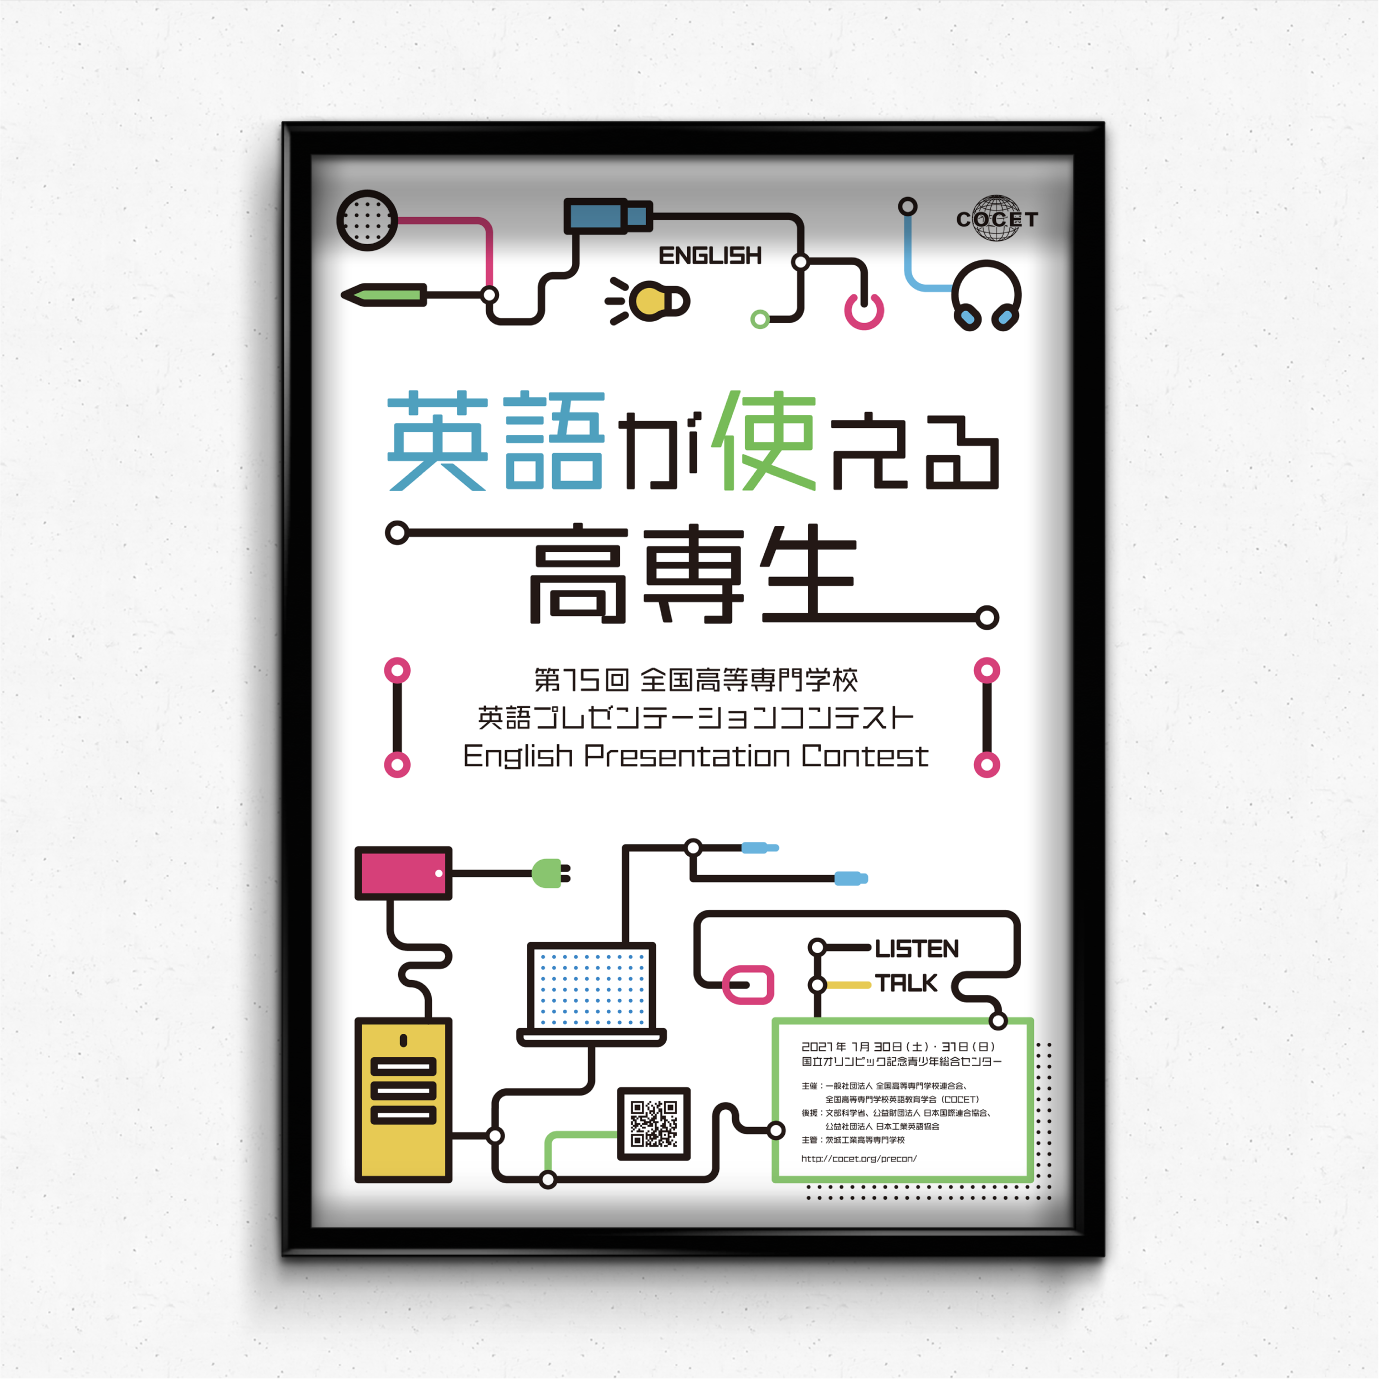 COCET
ENGLISH
英語が使える
高専生
第15回 全国高等専門学校
英語プレゼンテーションコンテスト
English Presentation Contest
LISTEN
TALK
2021年 1月 30日(土)・31日(日)
国立オリンピック記念青少年総合センター
主催：一般社団法人 全国高等専門学校連合会、
全国高等専門学校英語教育学会 (COCET)
後援：文部科学省、公益財団法人 日本国際連合協会、
公益社団法人 日本工業英語協会
主管：茨城工業高等専門学校
http://cocet.org/precon/